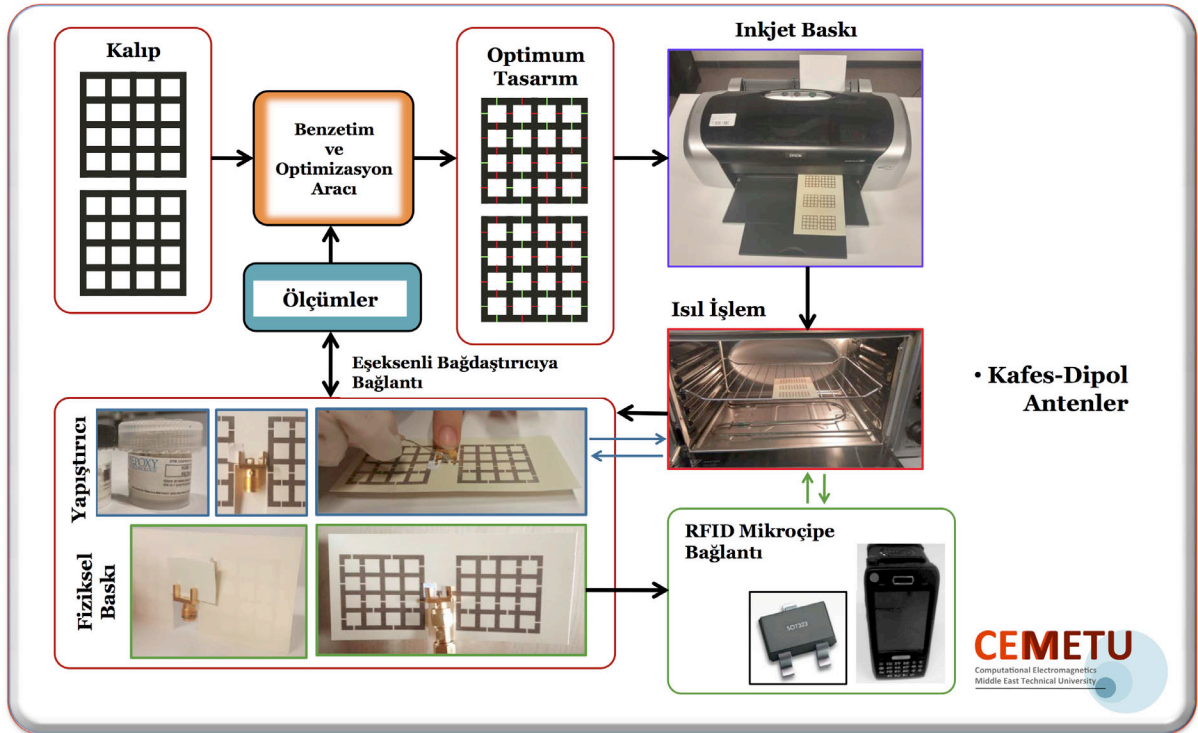 Kalıp
Benzetim
ve
Optimizasyon
Aracı
Optimum
Tasarım
Inkjet Baskı
EPSON
Ölçümler
Isıl İşlem
Eşeksenli Bağdaştırıcıya
Bağlantı
• Kafes-Dipol
Antenler
Yapıştırıcı
EPOXY
Fiziksel
Baskı
RFID Mikroçipe
Bağlantı
SOT323
CEMETU
Computational Electromagnetics
Middle East Technical University